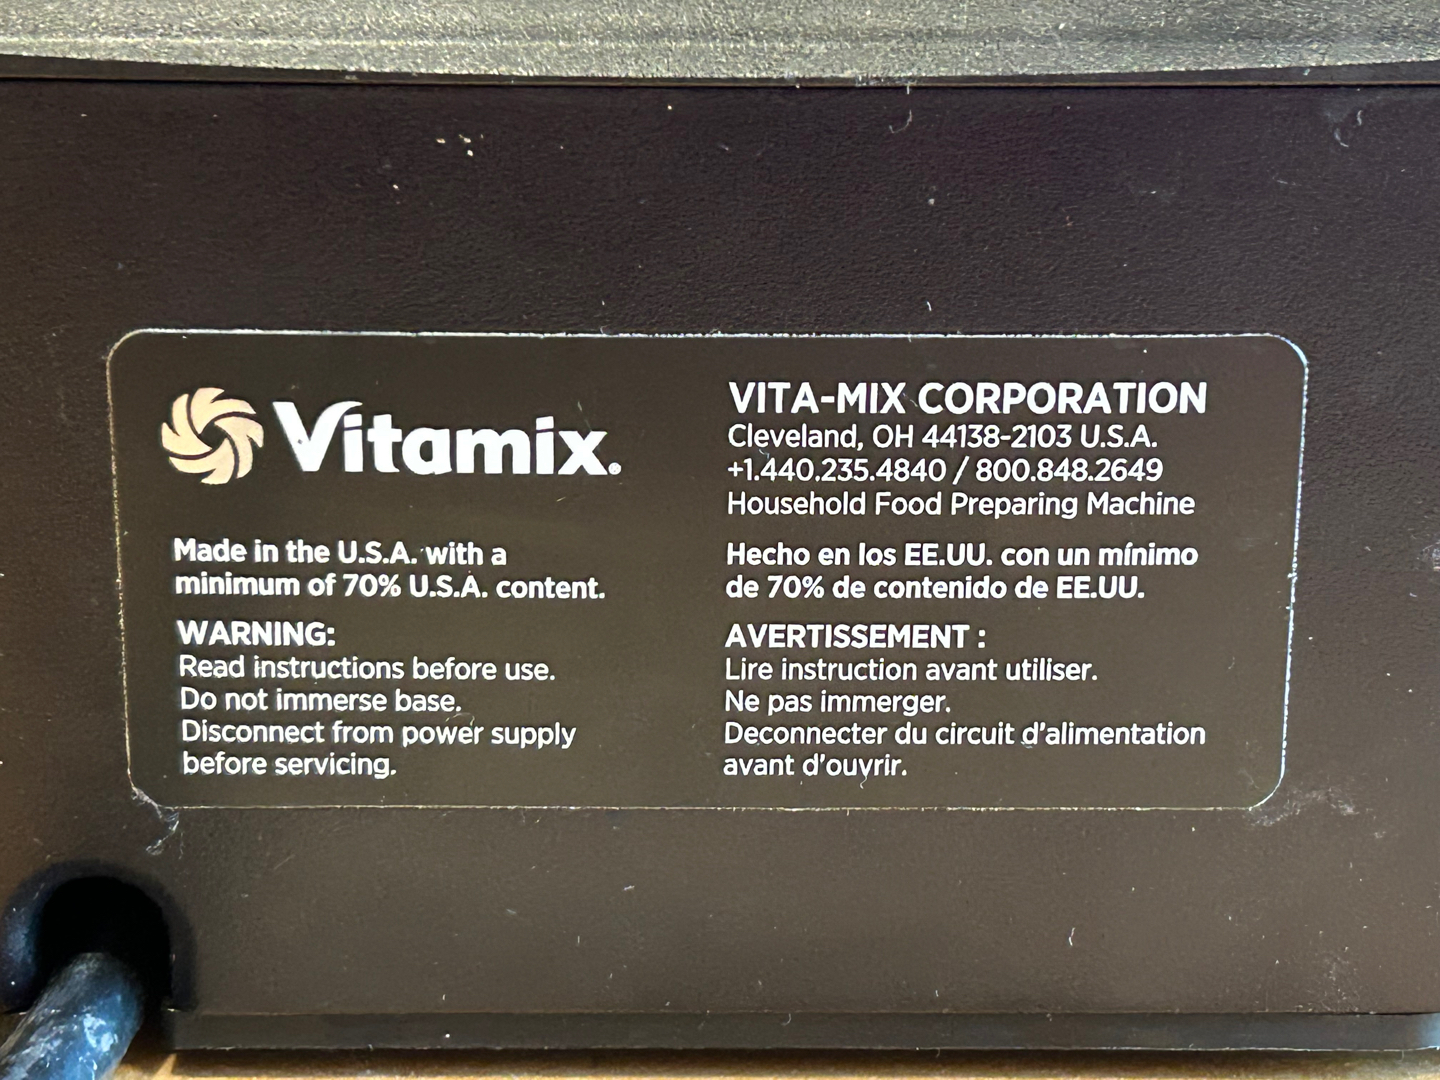 Vitamix.
Made in the U.S.A. with a
minimum of 70% U.S.A. content.
WARNING:
Read instructions before use.
Do not immerse base.
Disconnect from power supply
before servicing.
VITA-MIX CORPORATION
Cleveland, OH 44138-2103 U.S.A.
+1.440.235.4840 / 800.848.2649
Household Food Preparing Machine
Hecho en los EE.UU. con un mínimo
de 70% de contenido de EE.UU.
AVERTISSEMENT :
Lire instruction avant utiliser.
Ne pas immerger.
Deconnecter du circuit d'alimentation
avant d'ouvrir.